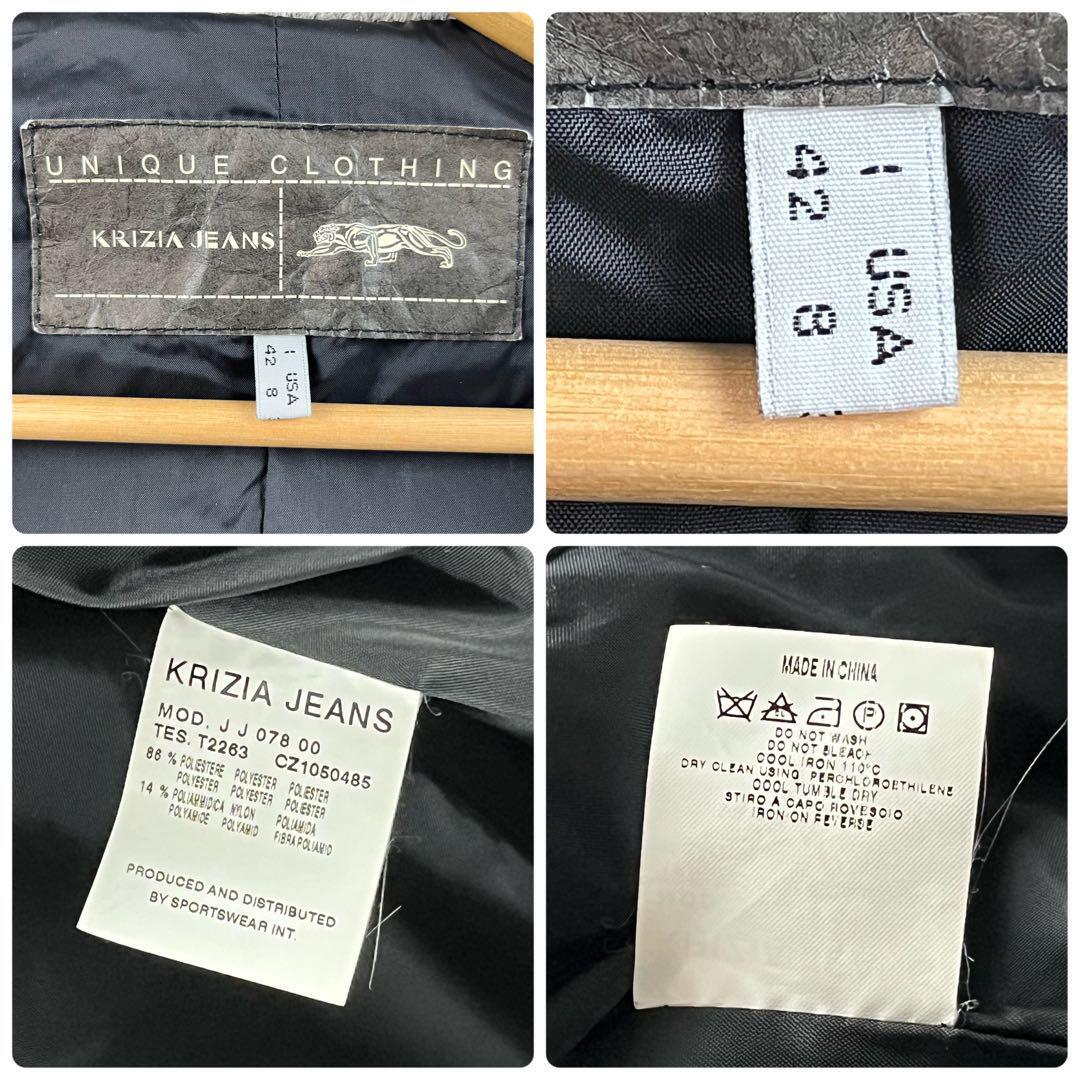 UNIQUE CLOTHING
KRIZIA JEANS
I USA
42 8
I USA
42 8
KRIZIA JEANS
MOD. J J 078 00
TES. T2263 CZ1050485
86 % POLIESTERE POLYESTER POLIESTER
POLYESTER POLYESTER POLIESTER
14 % POLIAMMIDICA NYLON POLIAMIDA
POLYAMIDE POLYAMID FIBRA POLIAMID
PRODUCED AND DISTRIBUTED
BY SPORTSWEAR INT.
MADE IN CHINA
P
DO NOT WASH
DO NOT BLEACH
COOL IRON 110°C
DRY CLEAN USING PERCHLOROETHILENE
COOL TUMBLE DRY
STIRO A CAPO ROVESCIO
IRON ON REVERSE